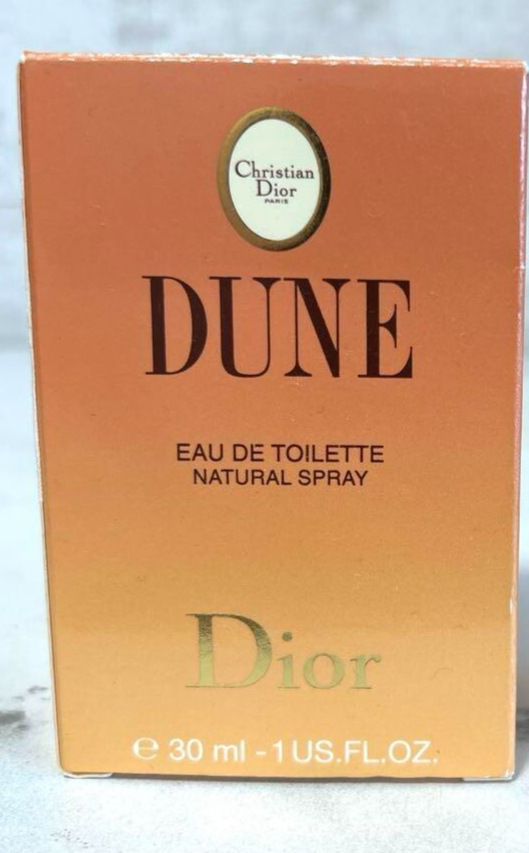 Christian
Dior
PARIS
DUNE
EAU DE TOILETTE
NATURAL SPRAY
Dior
℮ 30 ml - 1 US.FL.OZ.